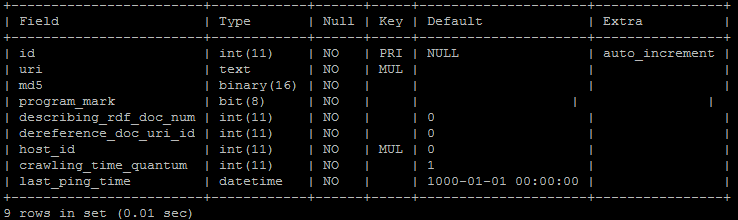 +-------------------------+------------+------+-----+---------------------+----------------+
| Field                   | Type       | Null | Key | Default             | Extra          |
+-------------------------+------------+------+-----+---------------------+----------------+
| id                      | int(11)    | NO   | PRI | NULL                | auto_increment |
| uri                     | text       | NO   | MUL |                     |                |
| md5                     | binary(16) | NO   |     |                     |                |
| program_mark            | bit(8)     | NO   |     |                   |                |
| describing_rdf_doc_num  | int(11)    | NO   |     | 0                   |                |
| dereference_doc_uri_id  | int(11)    | NO   |     | 0                   |                |
| host_id                 | int(11)    | NO   | MUL | 0                   |                |
| crawling_time_quantum   | int(11)    | NO   |     | 1                   |                |
| last_ping_time          | datetime   | NO   |     | 1000-01-01 00:00:00 |                |
+-------------------------+------------+------+-----+---------------------+----------------+
9 rows in set (0.01 sec)